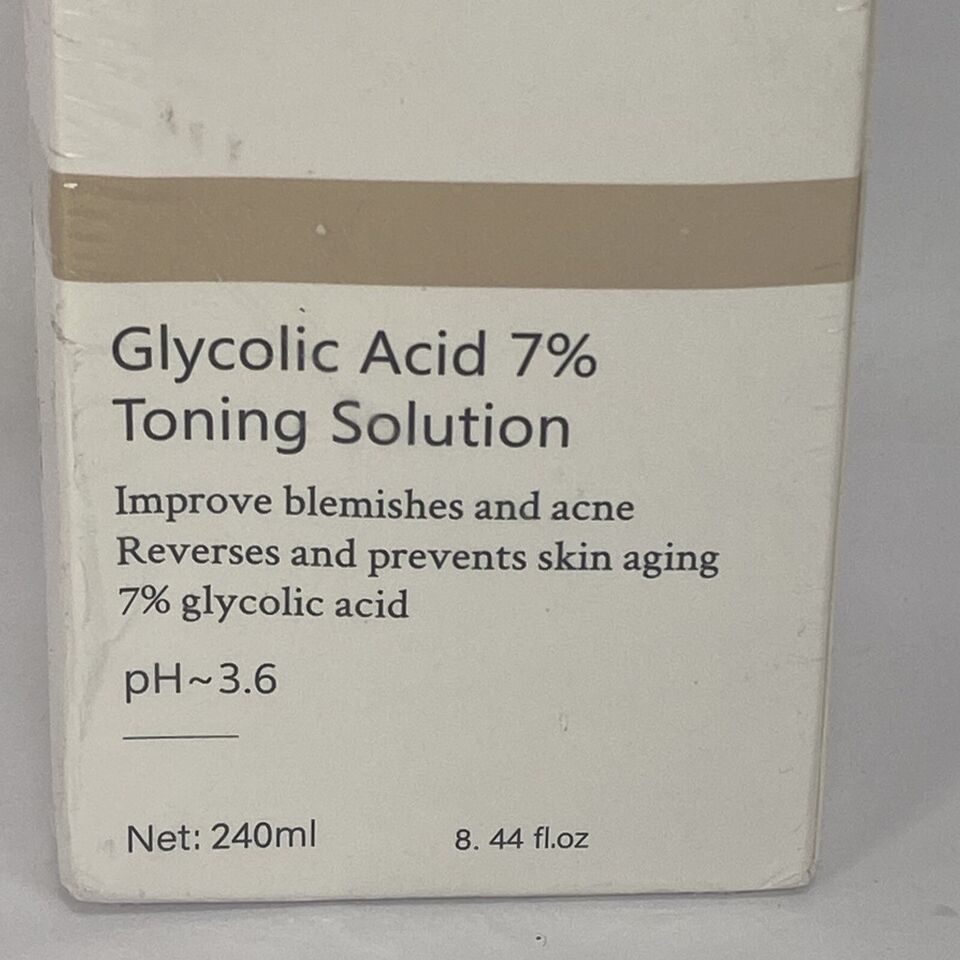 Glycolic Acid 7%
Toning Solution
Improve blemishes and acne
Reverses and prevents skin aging
7% glycolic acid
pH~3.6
Net: 240ml 8. 44 fl.oz